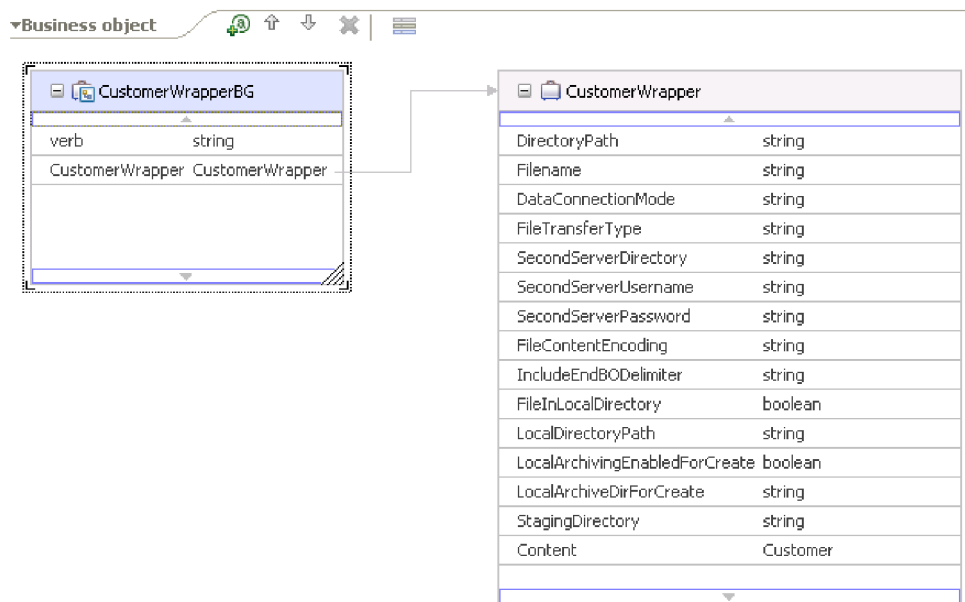 Business object
CustomerWrapperBG
verb string
CustomerWrapper CustomerWrapper
CustomerWrapper
DirectoryPath string
Filename string
DataConnectionMode string
FileTransferType string
SecondServerDirectory string
SecondServerUsername string
SecondServerPassword string
FileContentEncoding string
IncludeEndBODelimiter string
FileInLocalDirectory boolean
LocalDirectoryPath string
LocalArchivingEnabledForCreate boolean
LocalArchiveDirForCreate string
StagingDirectory string
Content Customer